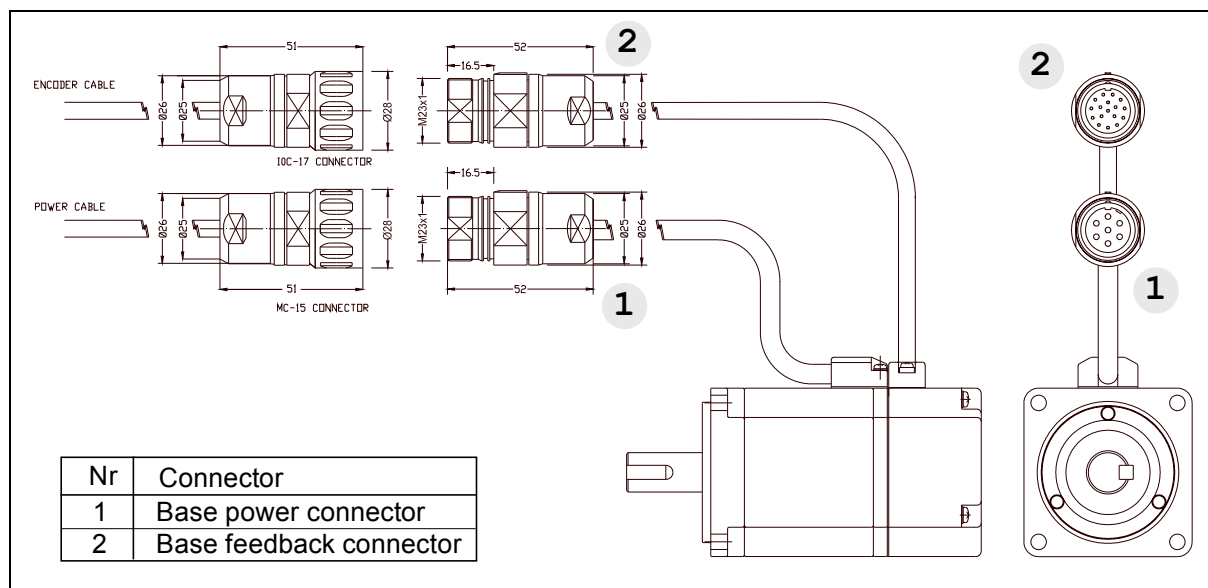 51
52
2
2
16.5
ENCODER CABLE
Ø26
Ø25
Ø28
M23x1
Ø25
Ø26
IOC-17 CONNECTOR
16.5
POWER CABLE
Ø26
Ø25
Ø28
M23x1
Ø25
Ø26
51
52
1
1
MC-15 CONNECTOR
Nr Connector
1 Base power connector
2 Base feedback connector